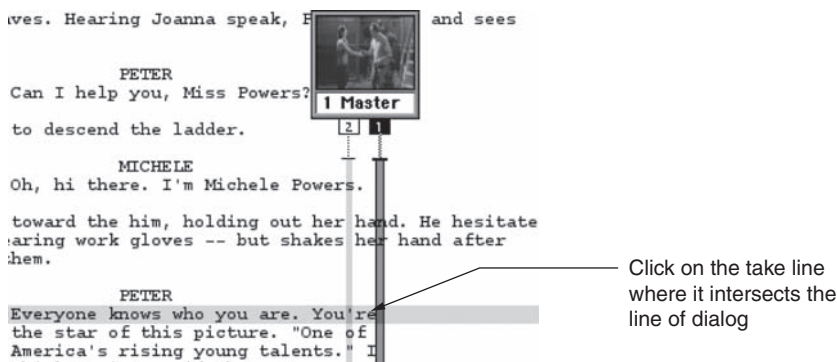 ves. Hearing Joanna speak, and sees
PETER
Can I help you, Miss Powers?
1 Master
2 1
to descend the ladder.
MICHELE
Oh, hi there. I'm Michele Powers.
toward the him, holding out her hand. He hesitate
aring work gloves -- but shakes her hand after
hem.
PETER
Everyone knows who you are. You're
the star of this picture. "One of
America's rising young talents." I
Click on the take line
where it intersects the
line of dialog